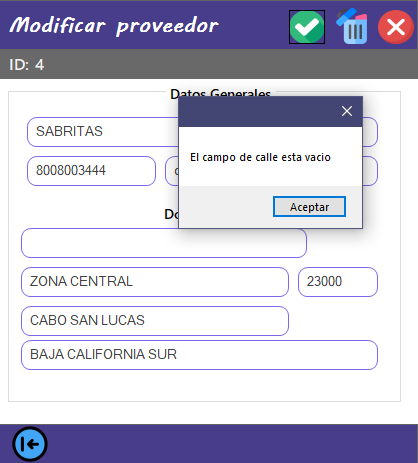 Modificar proveedor
ID: 4
Datos Generales
SABRITAS
El campo de calle esta vacio
8008003444
Aceptar
ZONA CENTRAL 23000
CABO SAN LUCAS
BAJA CALIFORNIA SUR